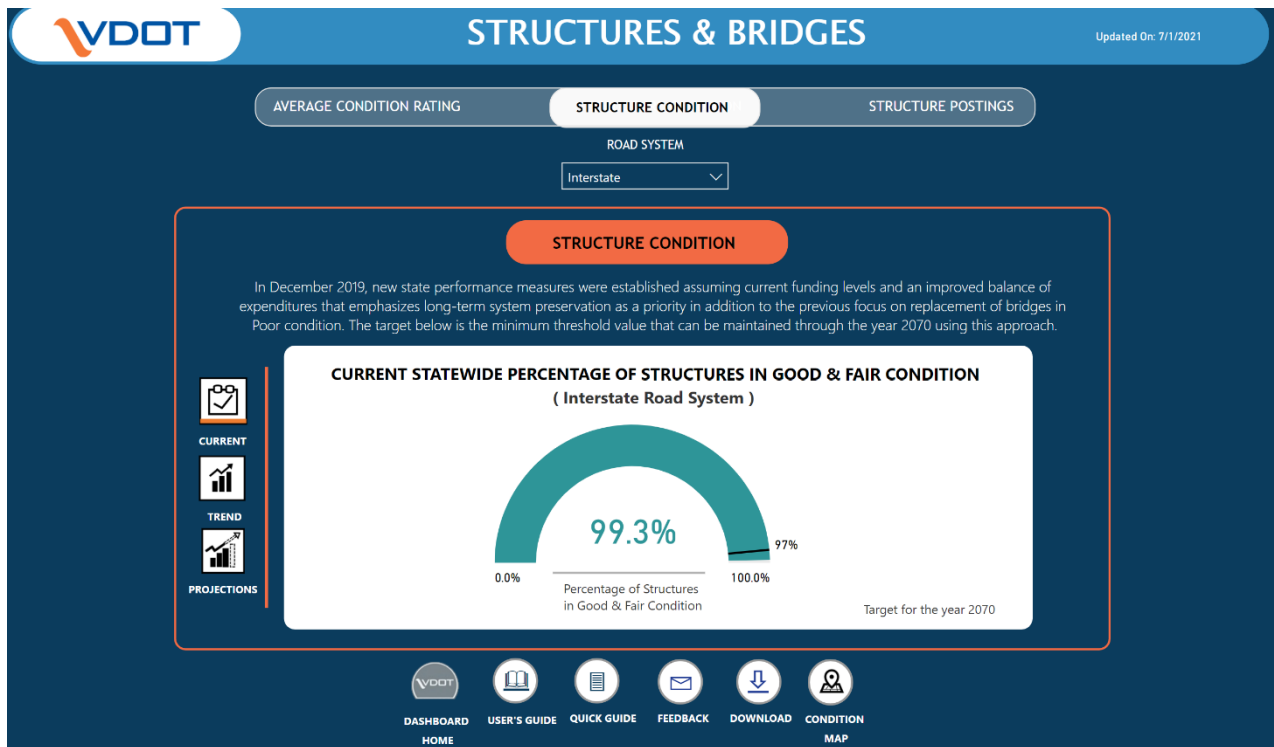 VDOT
STRUCTURES & BRIDGES
Updated On: 7/1/2021
AVERAGE CONDITION RATING
STRUCTURE CONDITION
STRUCTURE POSTINGS
ROAD SYSTEM
Interstate
STRUCTURE CONDITION
In December 2019, new state performance measures were established assuming current funding levels and an improved balance of
expenditures that emphasizes long-term system preservation as a priority in addition to the previous focus on replacement of bridges in
Poor condition. The target below is the minimum threshold value that can be maintained through the year 2070 using this approach.
CURRENT
TREND
PROJECTIONS
CURRENT STATEWIDE PERCENTAGE OF STRUCTURES IN GOOD & FAIR CONDITION
( Interstate Road System )
99.3%
97%
0.0%
100.0%
Percentage of Structures
in Good & Fair Condition
Target for the year 2070
VDOT
DASHBOARD
HOME
USER'S GUIDE
QUICK GUIDE
FEEDBACK
DOWNLOAD
CONDITION
MAP